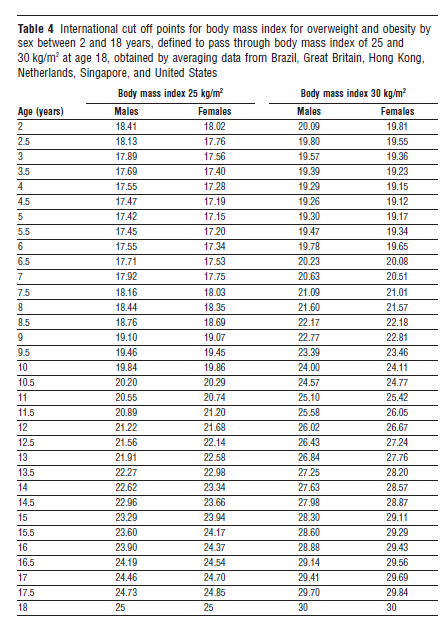 Table 4 International cut off points for body mass index for overweight and obesity by
sex between 2 and 18 years, defined to pass through body mass index of 25 and
30 kg/m² at age 18, obtained by averaging data from Brazil, Great Britain, Hong Kong,
Netherlands, Singapore, and United States
Body mass index 25 kg/m² Body mass index 30 kg/m²
Age (years) Males Females Males Females
2 18.41 18.02 20.09 19.81
2.5 18.13 17.76 19.80 19.55
3 17.89 17.56 19.57 19.36
3.5 17.69 17.40 19.39 19.23
4 17.55 17.28 19.29 19.15
4.5 17.47 17.19 19.26 19.12
5 17.42 17.15 19.30 19.17
5.5 17.45 17.20 19.47 19.34
6 17.55 17.34 19.78 19.65
6.5 17.71 17.53 20.23 20.08
7 17.92 17.75 20.63 20.51
7.5 18.16 18.03 21.09 21.01
8 18.44 18.35 21.60 21.57
8.5 18.76 18.69 22.17 22.18
9 19.10 19.07 22.77 22.81
9.5 19.46 19.45 23.39 23.46
10 19.84 19.86 24.00 24.11
10.5 20.20 20.29 24.57 24.77
11 20.55 20.74 25.10 25.42
11.5 20.89 21.20 25.58 26.05
12 21.22 21.68 26.02 26.67
12.5 21.56 22.14 26.43 27.24
13 21.91 22.58 26.84 27.76
13.5 22.27 22.98 27.25 28.20
14 22.62 23.34 27.63 28.57
14.5 22.96 23.66 27.98 28.87
15 23.29 23.94 28.30 29.11
15.5 23.60 24.17 28.60 29.29
16 23.90 24.37 28.88 29.43
16.5 24.19 24.54 29.14 29.56
17 24.46 24.70 29.41 29.69
17.5 24.73 24.85 29.70 29.84
18 25 25 30 30